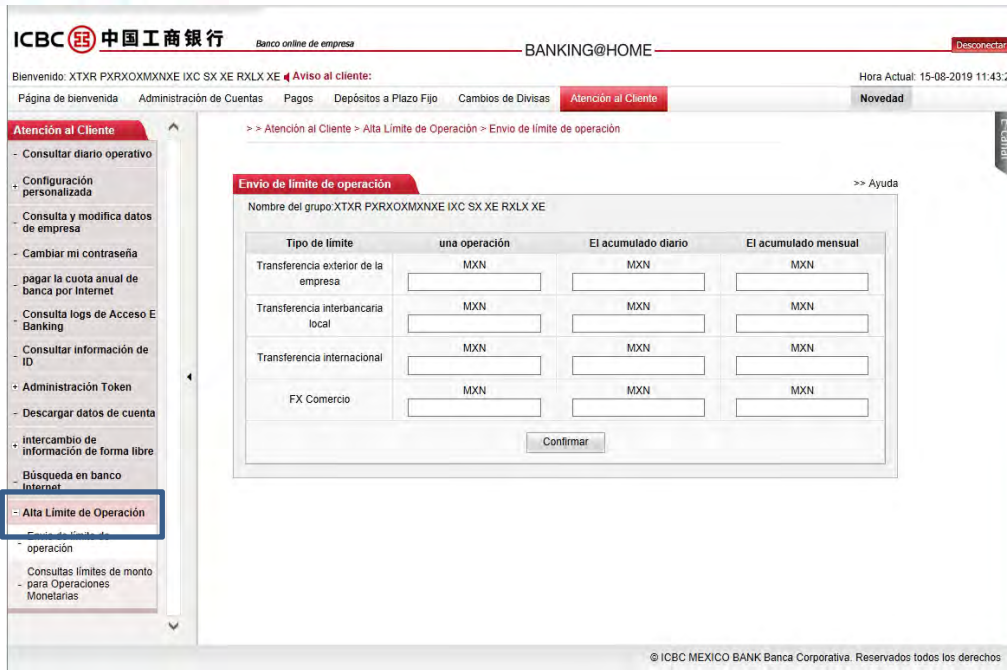 ICBC 中国工商银行 Banco online de empresa
BANKING@HOME
Desconectar
Bienvenido: XTXR PXRXOXMXNXE IXC SX XE RXLX XE Aviso al cliente:
Hora Actual: 15-08-2019 11:43:2
Página de bienvenida Administración de Cuentas Pagos Depósitos a Plazo Fijo Cambios de Divisas Atención al Cliente Novedad
Atención al Cliente
- Consultar diario operativo
+ Configuración
personalizada
- Consulta y modifica datos
de empresa
- Cambiar mi contraseña
- pagar la cuota anual de
banca por Internet
- Consulta logs de Acceso E
Banking
- Consultar información de
ID
+ Administración Token
- Descargar datos de cuenta
+ intercambio de
información de forma libre
- Búsqueda en banco
Internet
- Alta Límite de Operación
- Envio de límite de
operación
- Consultas límites de monto
para Operaciones
Monetarias
> > Atención al Cliente > Alta Límite de Operación > Envio de límite de operación
Envio de límite de operación
>> Ayuda
Nombre del grupo:XTXR PXRXOXMXNXE IXC SX XE RXLX XE
Tipo de límite una operación El acumulado diario El acumulado mensual
Transferencia exterior de la
empresa
MXN MXN MXN
Transferencia interbancaria
local
MXN MXN MXN
Transferencia internacional
MXN MXN MXN
FX Comercio
MXN MXN MXN
Confirmar
© ICBC MEXICO BANK Banca Corporativa. Reservados todos los derechos